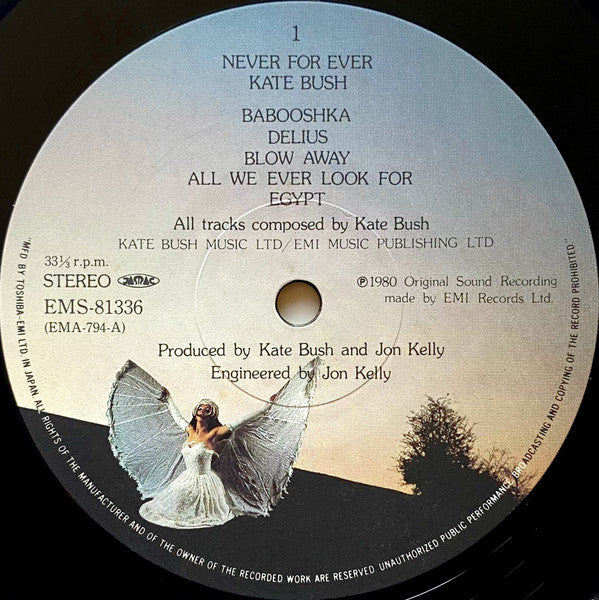 1
NEVER FOR EVER
KATE BUSH
BABOOSHKA
DELIUS
BLOW AWAY
ALL WE EVER LOOK FOR
EGYPT
All tracks composed by Kate Bush
KATE BUSH MUSIC LTD/EMI MUSIC PUBLISHING LTD
33⅓ r.p.m.
STEREO JASRAC
EMS-81336
(EMA-794-A)
Ⓟ1980 Original Sound Recording
made by EMI Records Ltd.
Produced by Kate Bush and Jon Kelly
Engineered by Jon Kelly
"MFD BY TOSHIBA-EMI LTD. IN JAPAN. ALL RIGHTS OF THE MANUFACTURER AND OF THE OWNER OF THE RECORDED WORK ARE RESERVED. UNAUTHORIZED PUBLIC PERFORMANCE, BROADCASTING AND COPYING OF THE RECORD PROHIBITED"